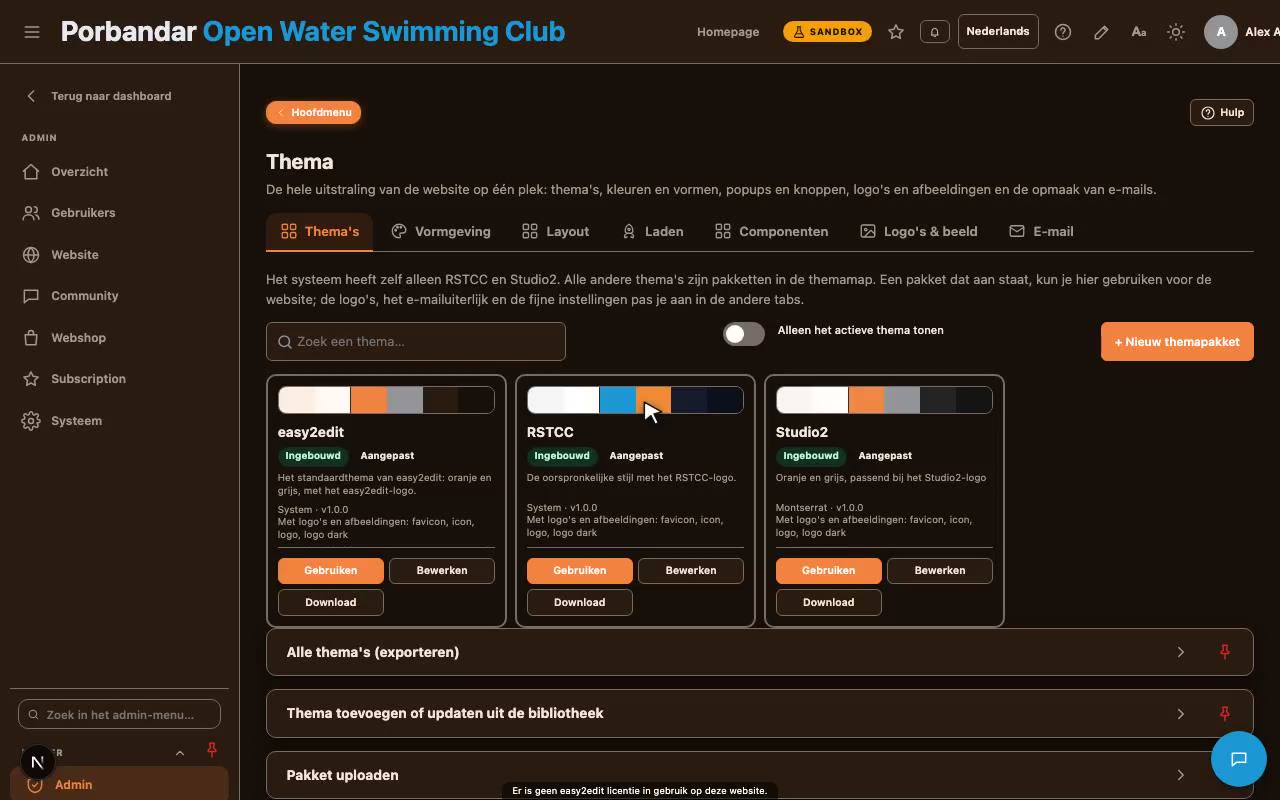 Porbandar Open Water Swimming Club
Homepage
SANDBOX
Nederlands
Aa
A
Alex A
Terug naar dashboard
ADMIN
Overzicht
Gebruikers
Website
Community
Webshop
Subscription
Systeem
Zoek in het admin-menu...
ER
N
Admin
Hoofdmenu
Hulp
Thema
De hele uitstraling van de website op één plek: thema's, kleuren en vormen, popups en knoppen, logo's en afbeeldingen en de opmaak van e-mails.
Thema's
Vormgeving
Layout
Laden
Componenten
Logo's & beeld
E-mail
Het systeem heeft zelf alleen RSTCC en Studio2. Alle andere thema's zijn pakketten in de themamap. Een pakket dat aan staat, kun je hier gebruiken voor de
website; de logo's, het e-mailuiterlijk en de fijne instellingen pas je aan in de andere tabs.
Zoek een thema...
Alleen het actieve thema tonen
+ Nieuw themapakket
easy2edit
Ingebouwd Aangepast
Het standaardthema van easy2edit: oranje en
grijs, met het easy2edit-logo.
System · v1.0.0
Met logo's en afbeeldingen: favicon, icon,
logo, logo dark
Gebruiken
Bewerken
Download
RSTCC
Ingebouwd Aangepast
De oorspronkelijke stijl met het RSTCC-logo.
System · v1.0.0
Met logo's en afbeeldingen: favicon, icon,
logo, logo dark
Gebruiken
Bewerken
Download
Studio2
Ingebouwd Aangepast
Oranje en grijs, passend bij het Studio2-logo
Montserrat · v1.0.0
Met logo's en afbeeldingen: favicon, icon,
logo, logo dark
Gebruiken
Bewerken
Download
Alle thema's (exporteren)
Thema toevoegen of updaten uit de bibliotheek
Pakket uploaden
Er is geen easy2edit licentie in gebruik op deze website.